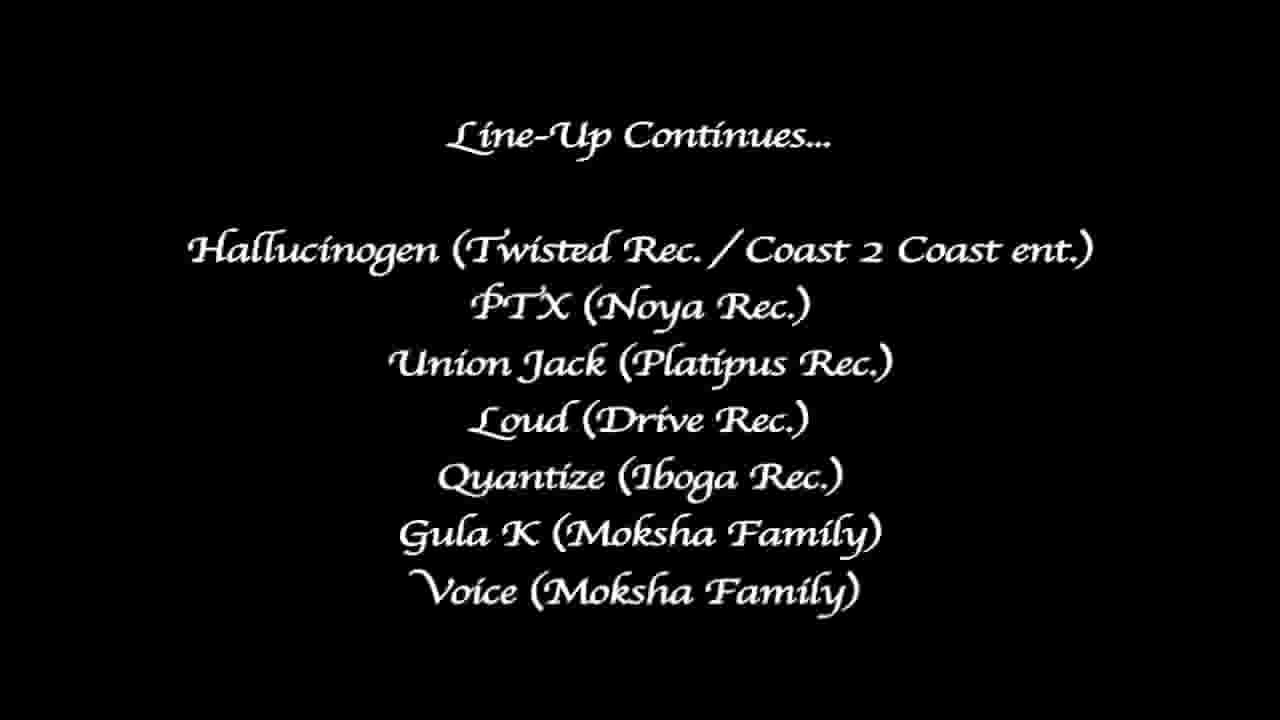 Line-Up Continues...
Hallucinogen (Twisted Rec. / Coast 2 Coast ent.)
PTX (Noya Rec.)
Union Jack (Platipus Rec.)
Loud (Drive Rec.)
Quantize (Iboga Rec.)
Gula K (Moksha Family)
Voice (Moksha Family)